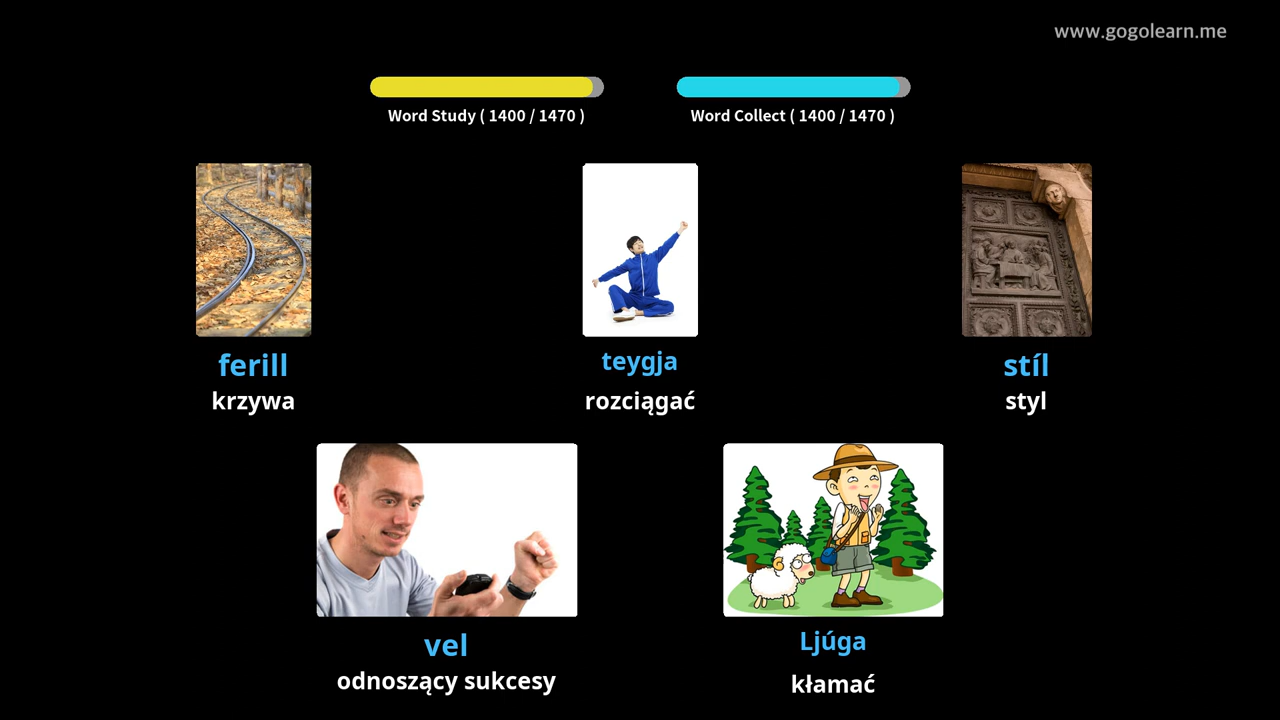 www.gogolearn.me
Word Study ( 1400 / 1470 )
Word Collect ( 1400 / 1470 )
ferill
krzywa
teygja
rozciągać
stíl
styl
vel
odnoszący sukcesy
Ljúga
kłamać